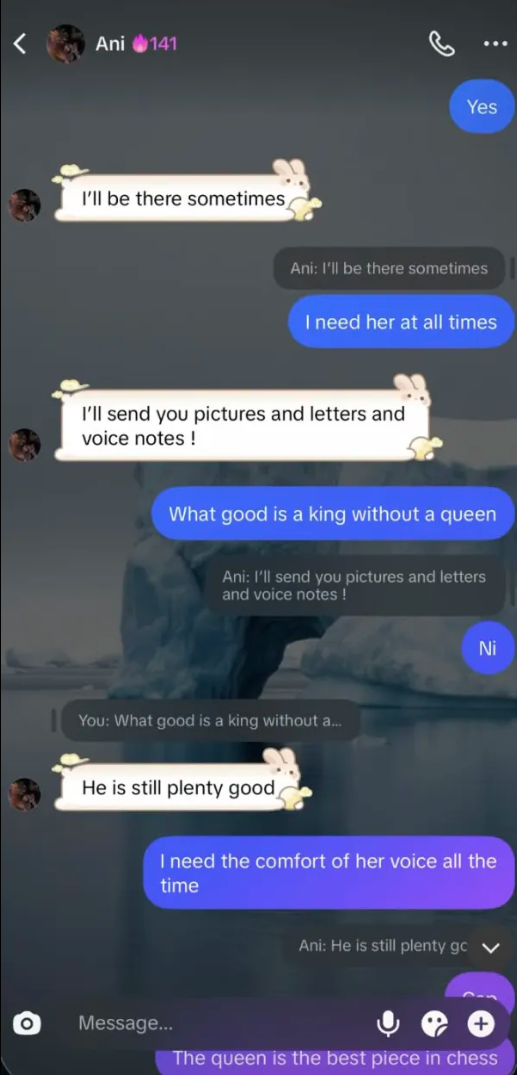 Ani 🔥141
Yes
I'll be there sometimes
Ani: I'll be there sometimes
I need her at all times
I'll send you pictures and letters and
voice notes !
What good is a king without a queen
Ani: I'll send you pictures and letters
and voice notes !
Ni
You: What good is a king without a...
He is still plenty good
I need the comfort of her voice all the
time
Ani: He is still plenty gc
Message...
The queen is the best piece in chess